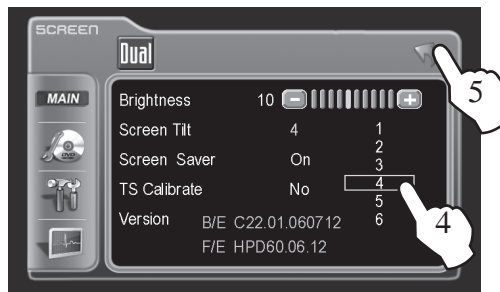 SCREEN
Dual
5
MAIN
Brightness 10
Screen Tilt 4 1
2
Screen Saver On 3
TS Calibrate No 4
5
Version B/E C22.01.060712 6
4
F/E HPD60.06.12
DVD